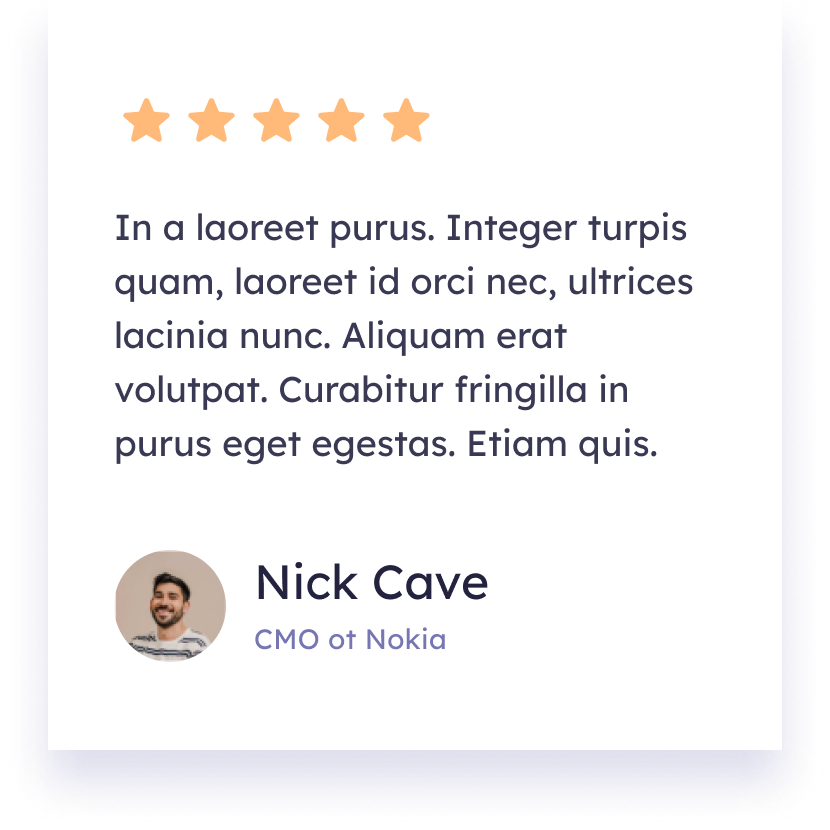 In a laoreet purus. Integer turpis
quam, laoreet id orci nec, ultrices
lacinia nunc. Aliquam erat
volutpat. Curabitur fringilla in
purus eget egestas. Etiam quis.
Nick Cave
CMO ot Nokia